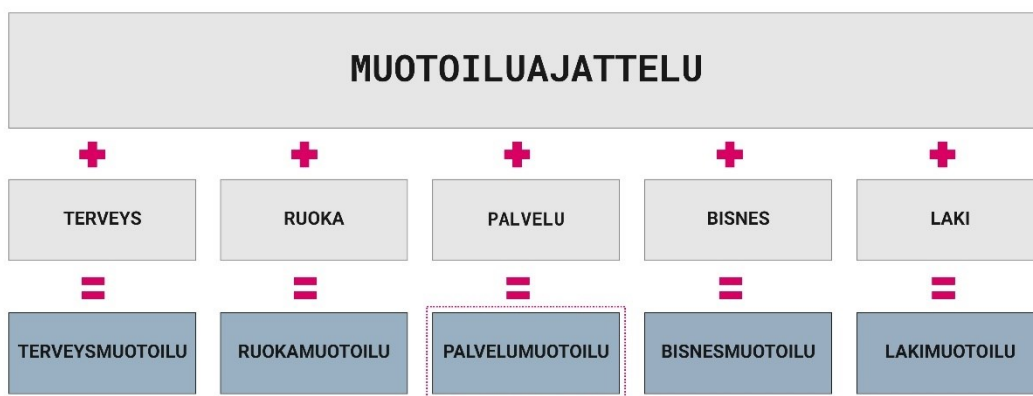 MUOTOILUAJATTELU
+ + + + +
TERVEYS RUOKA PALVELU BISNES LAKI
= = = = =
TERVEYSMUOTOILU RUOKAMUOTOILU PALVELUMUOTOILU BISNESMUOTOILU LAKIMUOTOILU